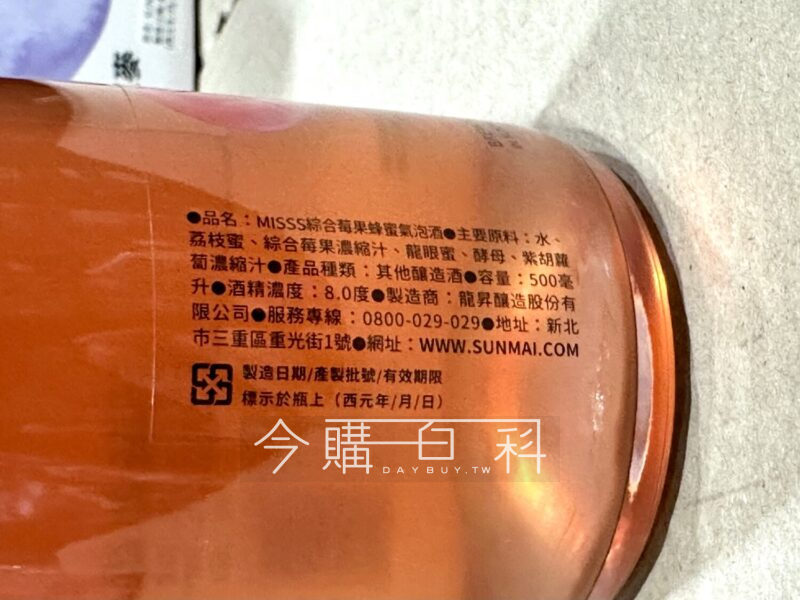 ●品名：MISSS綜合莓果蜂蜜氣泡酒●主要原料：水、
荔枝蜜、綜合莓果濃縮汁、龍眼蜜、酵母、紫胡蘿
蔔濃縮汁●產品種類：其他釀造酒●容量：500毫
升●酒精濃度：8.0度●製造商：龍昇釀造股份有
限公司●服務專線：0800-029-029●地址：新北
市三重區重光街1號●網址：WWW.SUNMAI.COM
製造日期/產製批號/有效期限
標示於瓶上（西元年/月/日）
今購百科
DAYBUY.TW